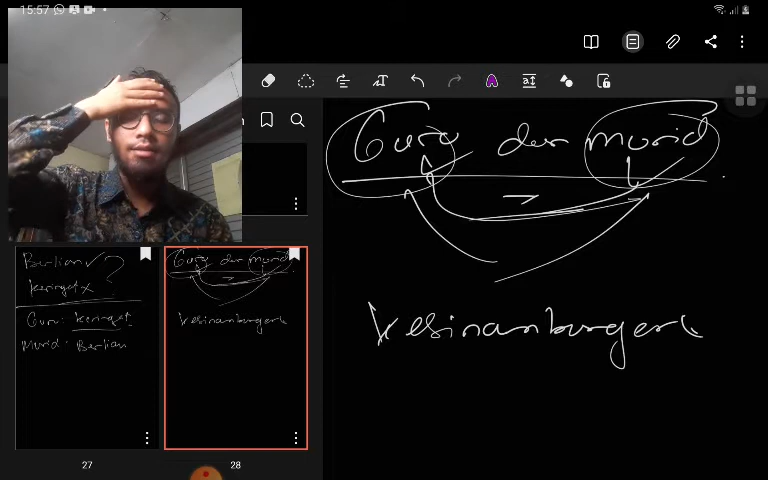 15:57
Guru dan murid
kesinambungan
Berlian
keringat x
Guru: keringat
Murid: Berlian
Guru dan murid
kesinambungan
27
28